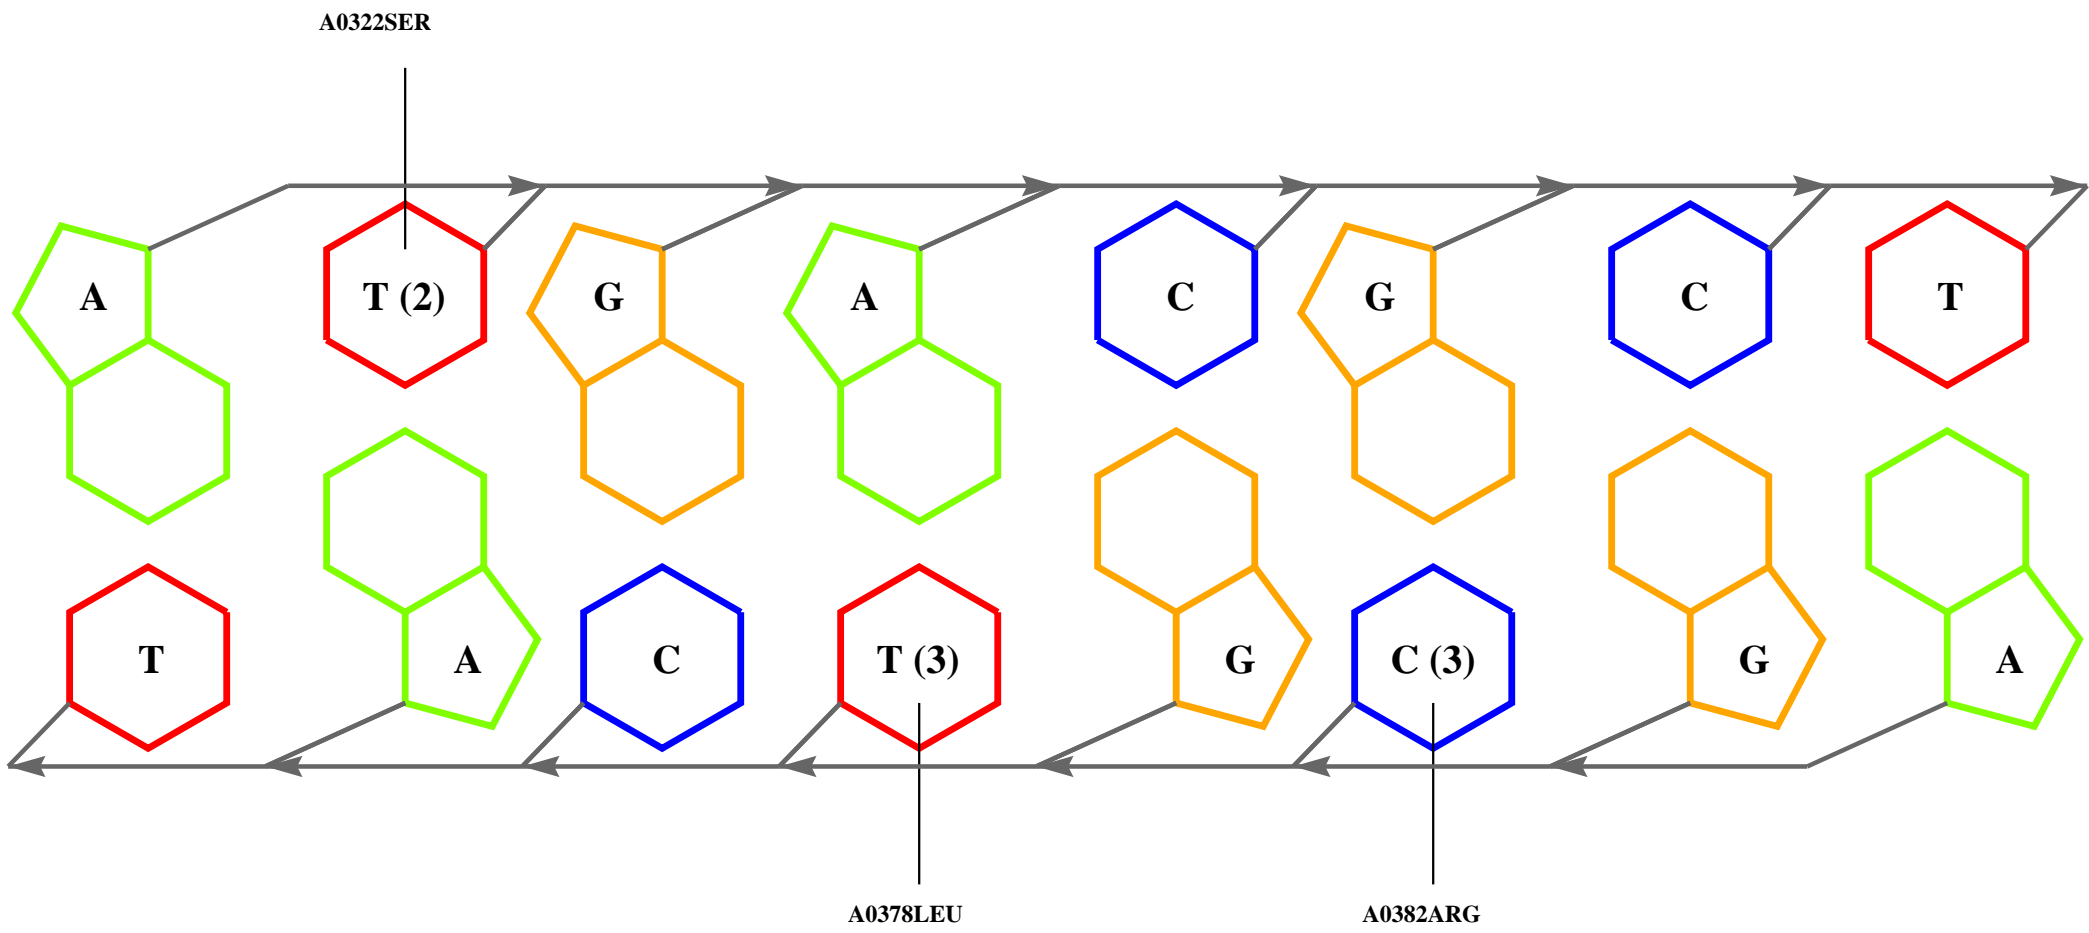 A0322SER
A T (2) G A C G C T
T A C T (3) G C (3) G A
A0378LEU A0382ARG